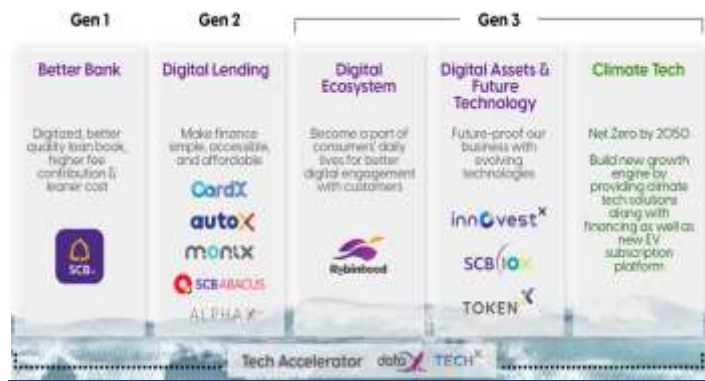 Gen 1
Gen 2
Gen 3
Better Bank
Digitized, better
quality loan book,
higher fee
contribution &
leaner cost
SCB
Digital Lending
Make finance
simple, accessible,
and affordable
CardX
autoX
monix
SCB ABACUS
ALPHA X
Digital
Ecosystem
Become a part of
consumers' daily
lives for better
digital engagement
with customers
Robinhood
Digital Assets &
Future
Technology
Future-proof our
business with
evolving
technologies
innovest X
SCB 10X
TOKEN X
Climate Tech
Net Zero by 2050
Build new growth
engine by
providing climate
tech solutions
along with
financing as well as
new EV
subscription
platform
Tech Accelerator data X TECH X